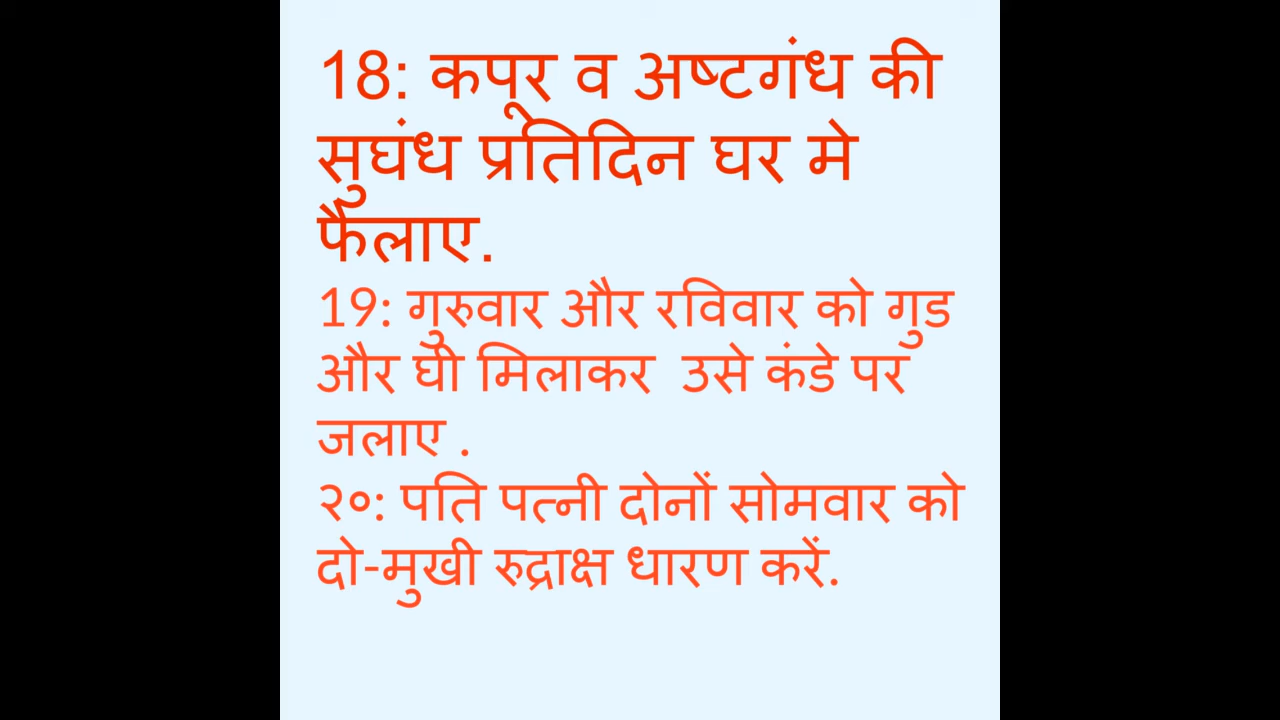 18: कपूर व अष्टगंध की
सुघंध प्रतिदिन घर मे
फैलाए.
19: गुरुवार और रविवार को गुड
और घी मिलाकर  उसे कंडे पर
जलाए .
२०: पति पत्नी दोनों सोमवार को
दो-मुखी रुद्राक्ष धारण करें.